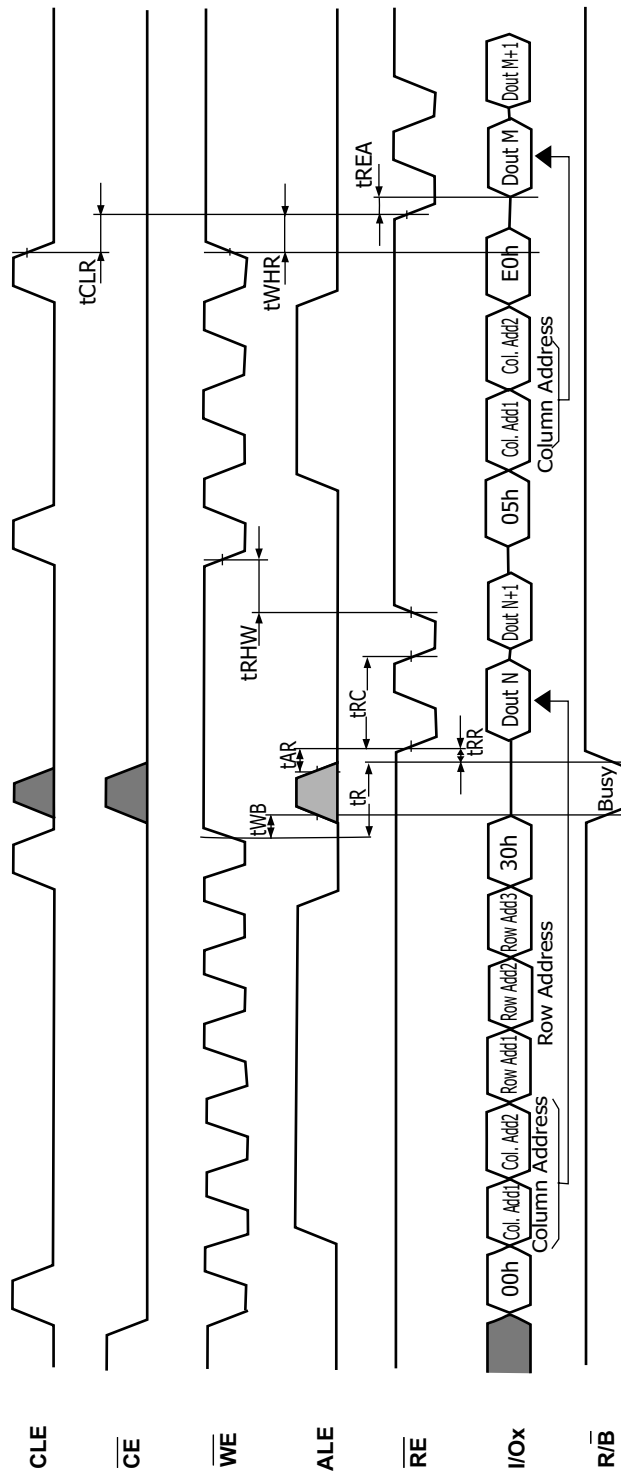 CLE
CE
WE
ALE
RE
I/Ox
R/B
tCLR
tWHR
tREA
tRHW
tWB
tAR
tR
tRC
tRR
00h
Col. Add1
Col. Add2
Row Add1
Row Add2
Row Add3
30h
Dout N
Dout N+1
05h
Col. Add1
Col. Add2
E0h
Dout M
Dout M+1
Column Address
Row Address
Column Address
Busy